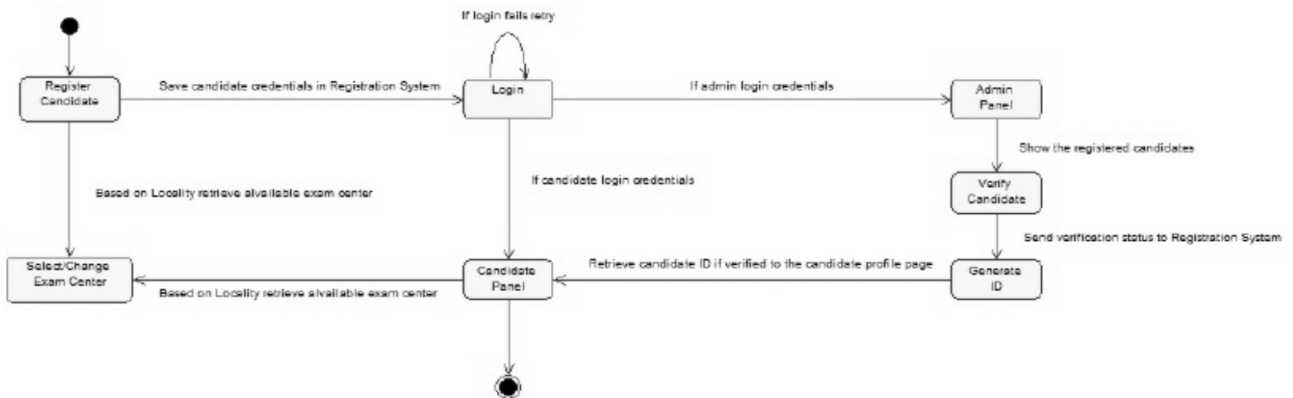 If login fails retry
Register
Candidate
Save candidate credentials in Registration System
Login
If admin login credentials
Admin
Panel
Show the registered candidates
Based on Locality retrieve alvailable exam center
If candidate login credentials
Verify
Candidate
Send verification status to Registration System
Select/Change
Exam Center
Based on Locality retrieve alvailable exam center
Candidate
Panel
Retrieve candidate ID if verified to the candidate profile page
Generate
ID